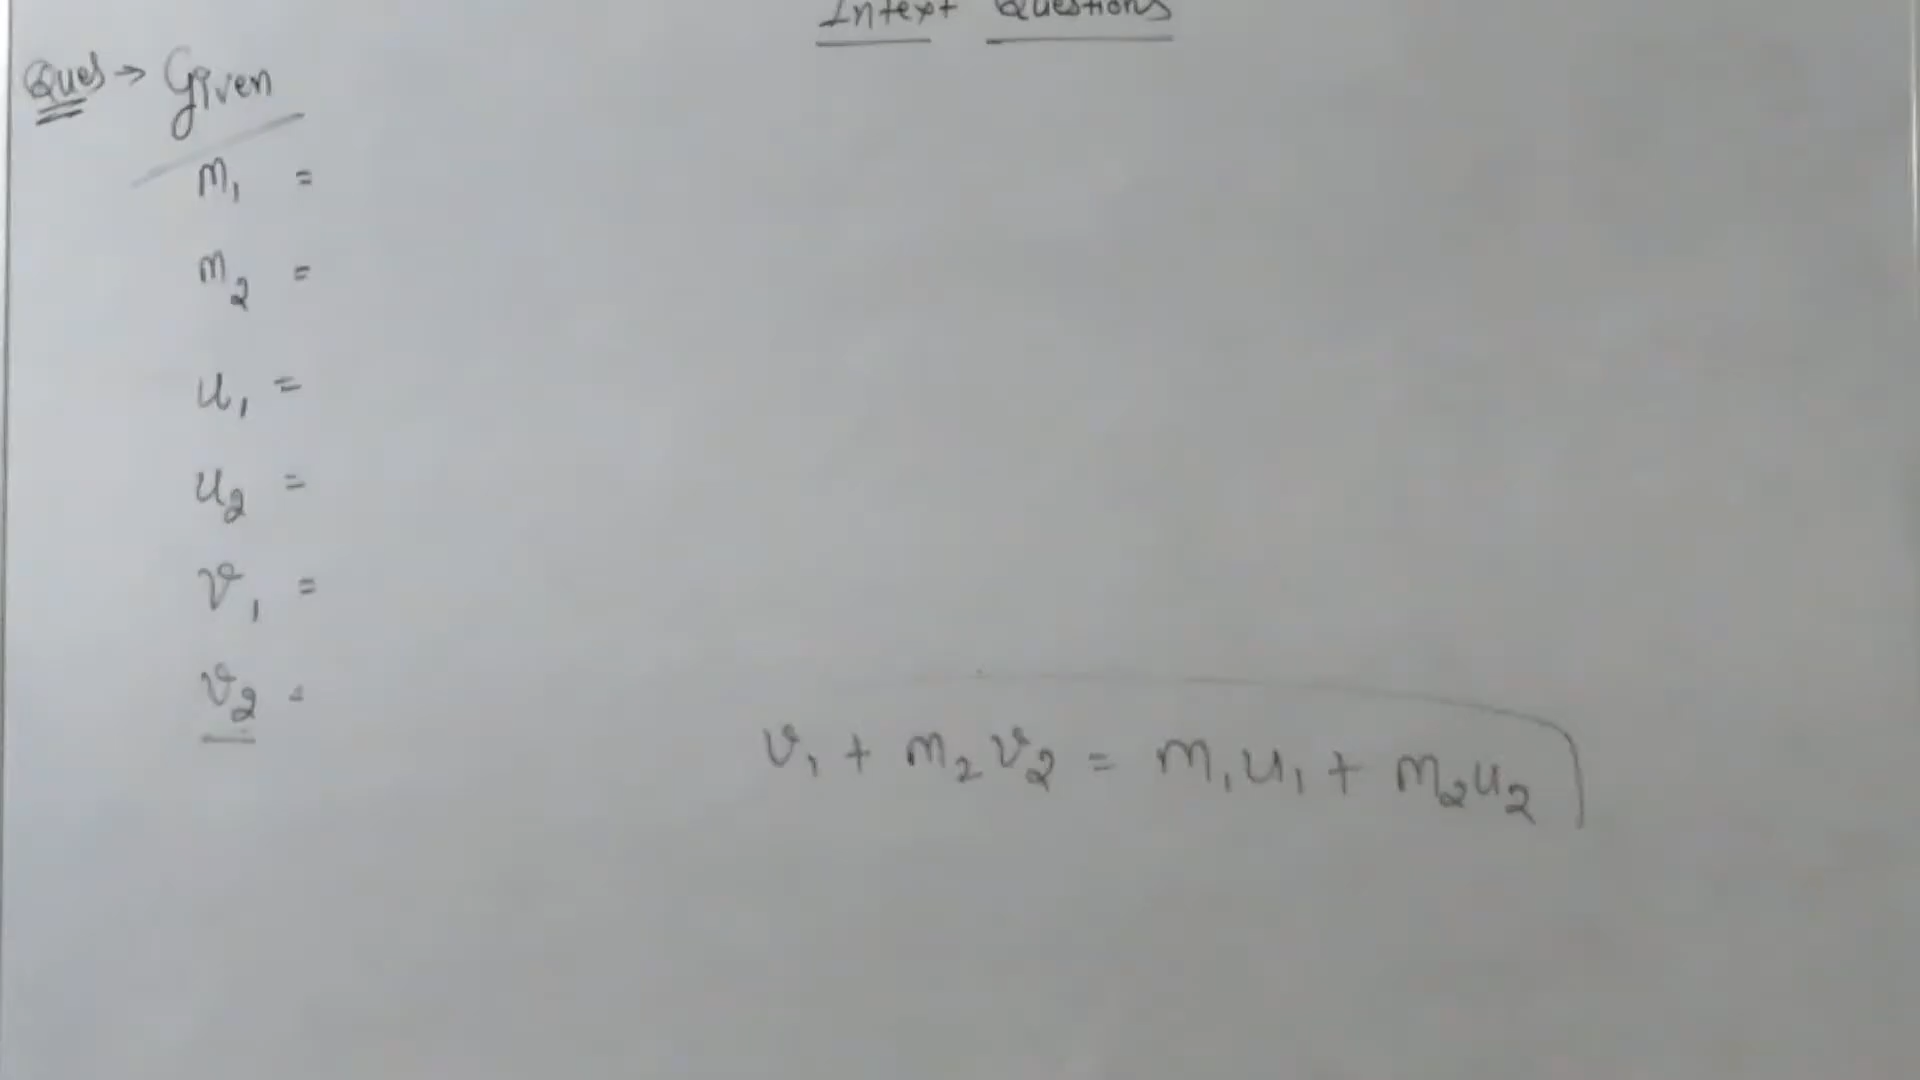 Intext Questions
Ques → Given
m₁ =
m₂ =
u₁ =
u₂ =
v₁ =
v₂ =
v₁ + m₂v₂ = m₁u₁ + m₂u₂